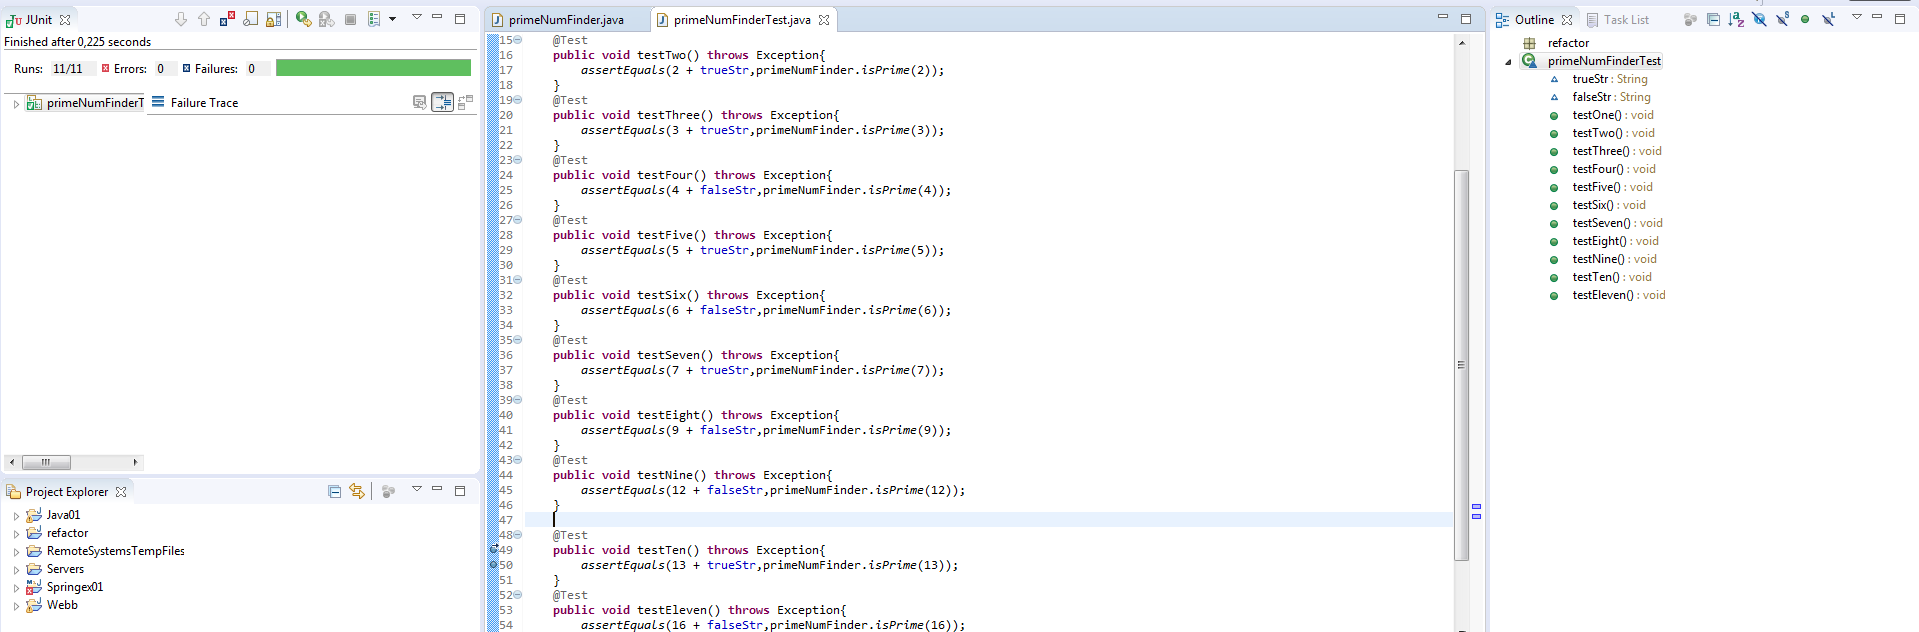 JUnit
Finished after 0,225 seconds
Runs: 11/11 Errors: 0 Failures: 0
primeNumFinderT
Failure Trace
Project Explorer
Java01
refactor
RemoteSystemsTempFiles
Servers
Springex01
Webb
primeNumFinder.java
primeNumFinderTest.java
15 @Test
16 public void testTwo() throws Exception{
17 assertEquals(2 + trueStr,primeNumFinder.isPrime(2));
18 }
19 @Test
20 public void testThree() throws Exception{
21 assertEquals(3 + trueStr,primeNumFinder.isPrime(3));
22 }
23 @Test
24 public void testFour() throws Exception{
25 assertEquals(4 + falseStr,primeNumFinder.isPrime(4));
26 }
27 @Test
28 public void testFive() throws Exception{
29 assertEquals(5 + trueStr,primeNumFinder.isPrime(5));
30 }
31 @Test
32 public void testSix() throws Exception{
33 assertEquals(6 + falseStr,primeNumFinder.isPrime(6));
34 }
35 @Test
36 public void testSeven() throws Exception{
37 assertEquals(7 + trueStr,primeNumFinder.isPrime(7));
38 }
39 @Test
40 public void testEight() throws Exception{
41 assertEquals(9 + falseStr,primeNumFinder.isPrime(9));
42 }
43 @Test
44 public void testNine() throws Exception{
45 assertEquals(12 + falseStr,primeNumFinder.isPrime(12));
46 }
47
48 @Test
49 public void testTen() throws Exception{
50 assertEquals(13 + trueStr,primeNumFinder.isPrime(13));
51 }
52 @Test
53 public void testEleven() throws Exception{
54 assertEquals(16 + falseStr,primeNumFinder.isPrime(16));
Outline
Task List
refactor
primeNumFinderTest
trueStr : String
falseStr : String
testOne() : void
testTwo() : void
testThree() : void
testFour() : void
testFive() : void
testSix() : void
testSeven() : void
testEight() : void
testNine() : void
testTen() : void
testEleven() : void